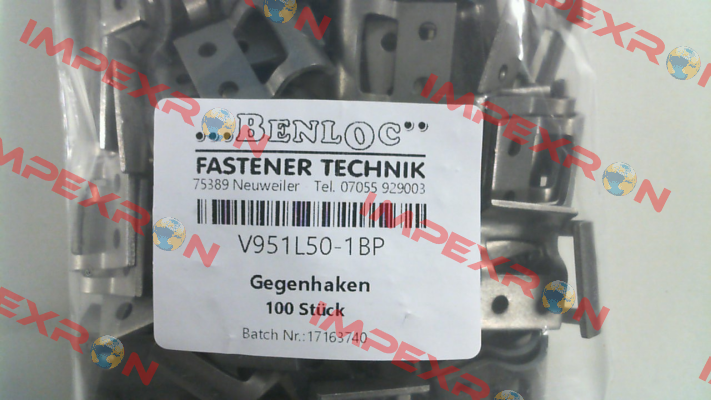 "BENLOC"
FASTENER TECHNIK
75389 Neuweiler Tel. 07055 929003
V951L50-1BP
Gegenhaken
100 Stück
Batch Nr.:17163740
IMPEXRON
IMPEXRON
IMPEXRON
IMPEXRON
IMPEXRON
IMPEXRON